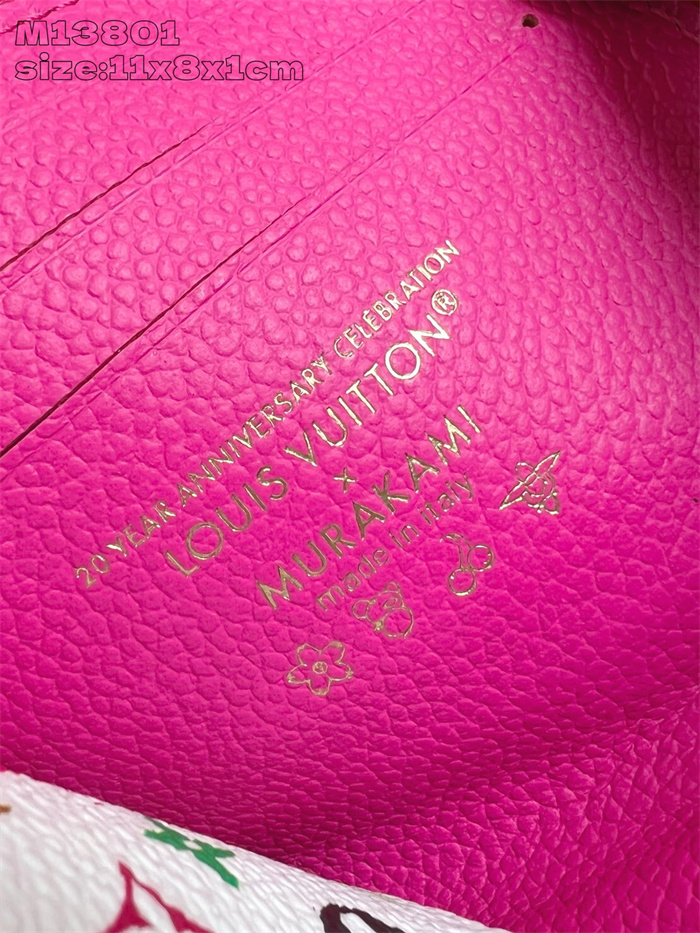 M13801
size:11x8x1cm
20 YEAR ANNIVERSARY CELEBRATION
LOUIS VUITTON®
x
MURAKAMI
made in italy